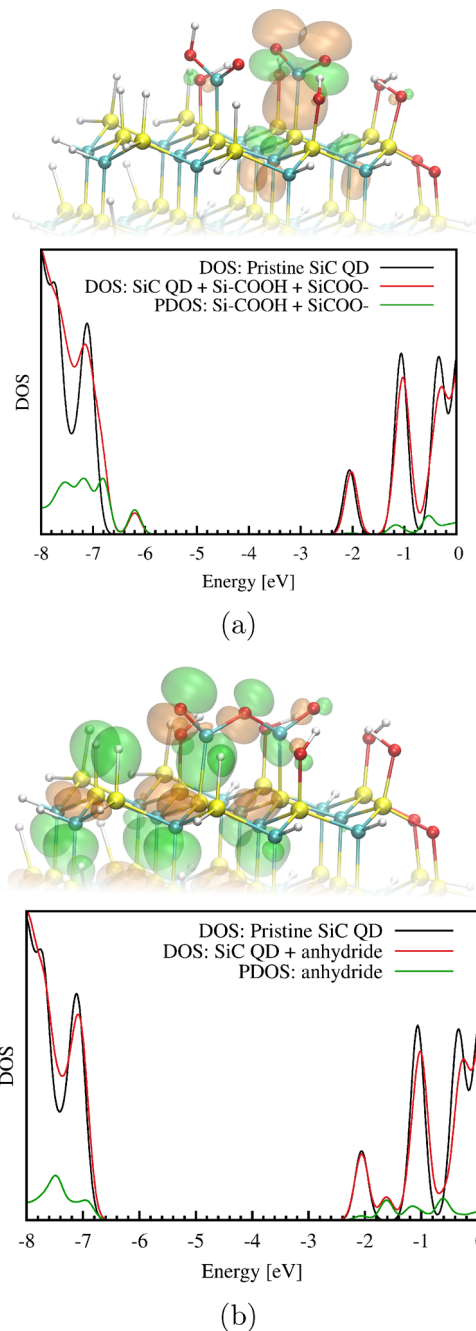 DOS: Pristine SiC QD
DOS: SiC QD + Si-COOH + SiCOO-
PDOS: Si-COOH + SiCOO-
DOS
-8 -7 -6 -5 -4 -3 -2 -1 0
Energy [eV]
(a)
DOS: Pristine SiC QD
DOS: SiC QD + anhydride
PDOS: anhydride
DOS
-8 -7 -6 -5 -4 -3 -2 -1
Energy [eV]
(b)